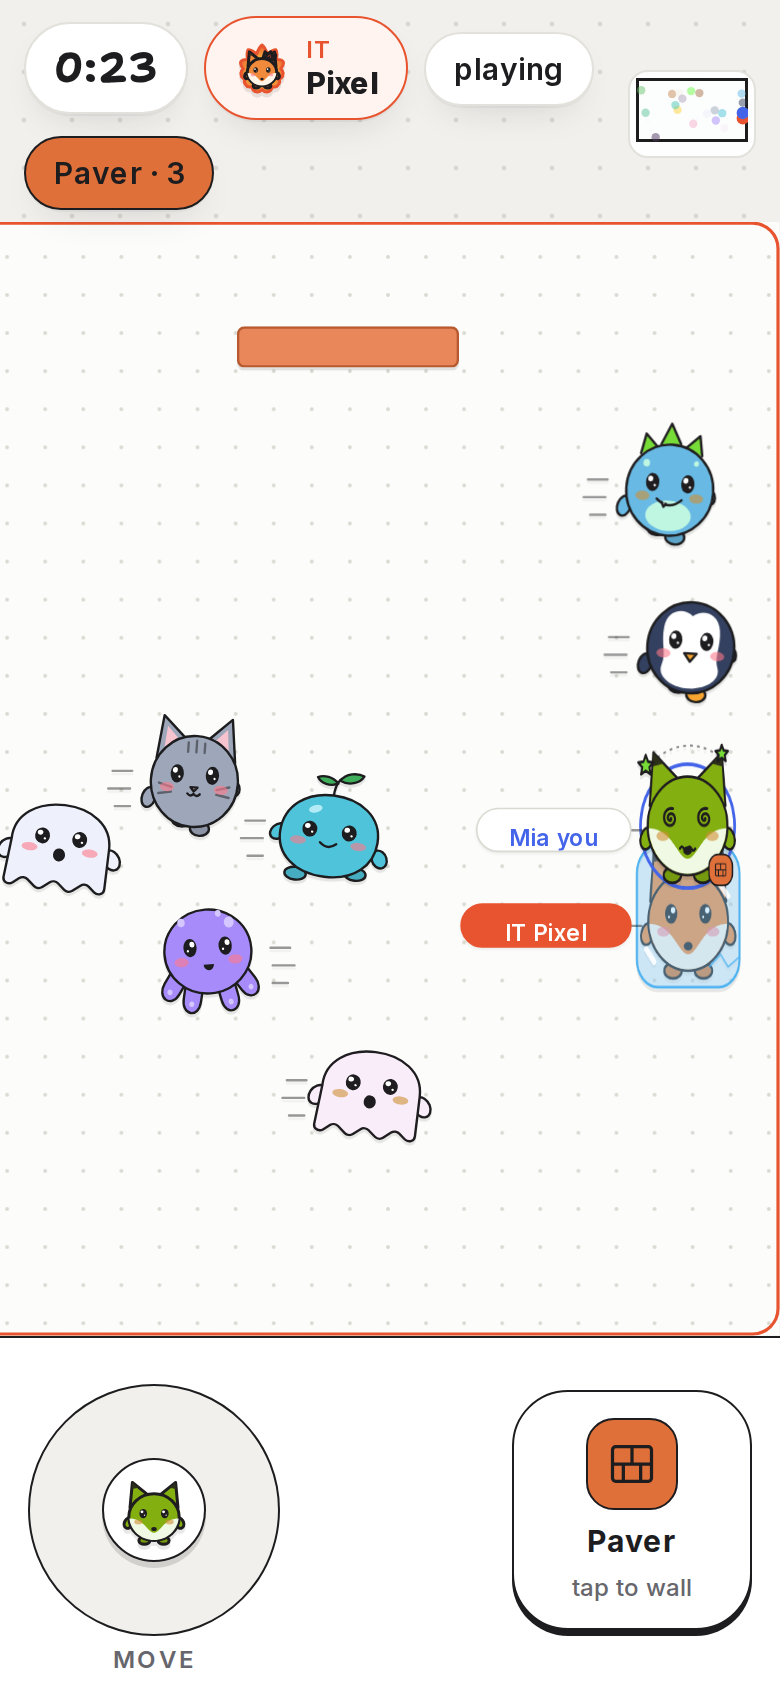 0:23
IT
Pixel
playing
Paver · 3
Mia you
IT Pixel
Paver
tap to wall
MOVE